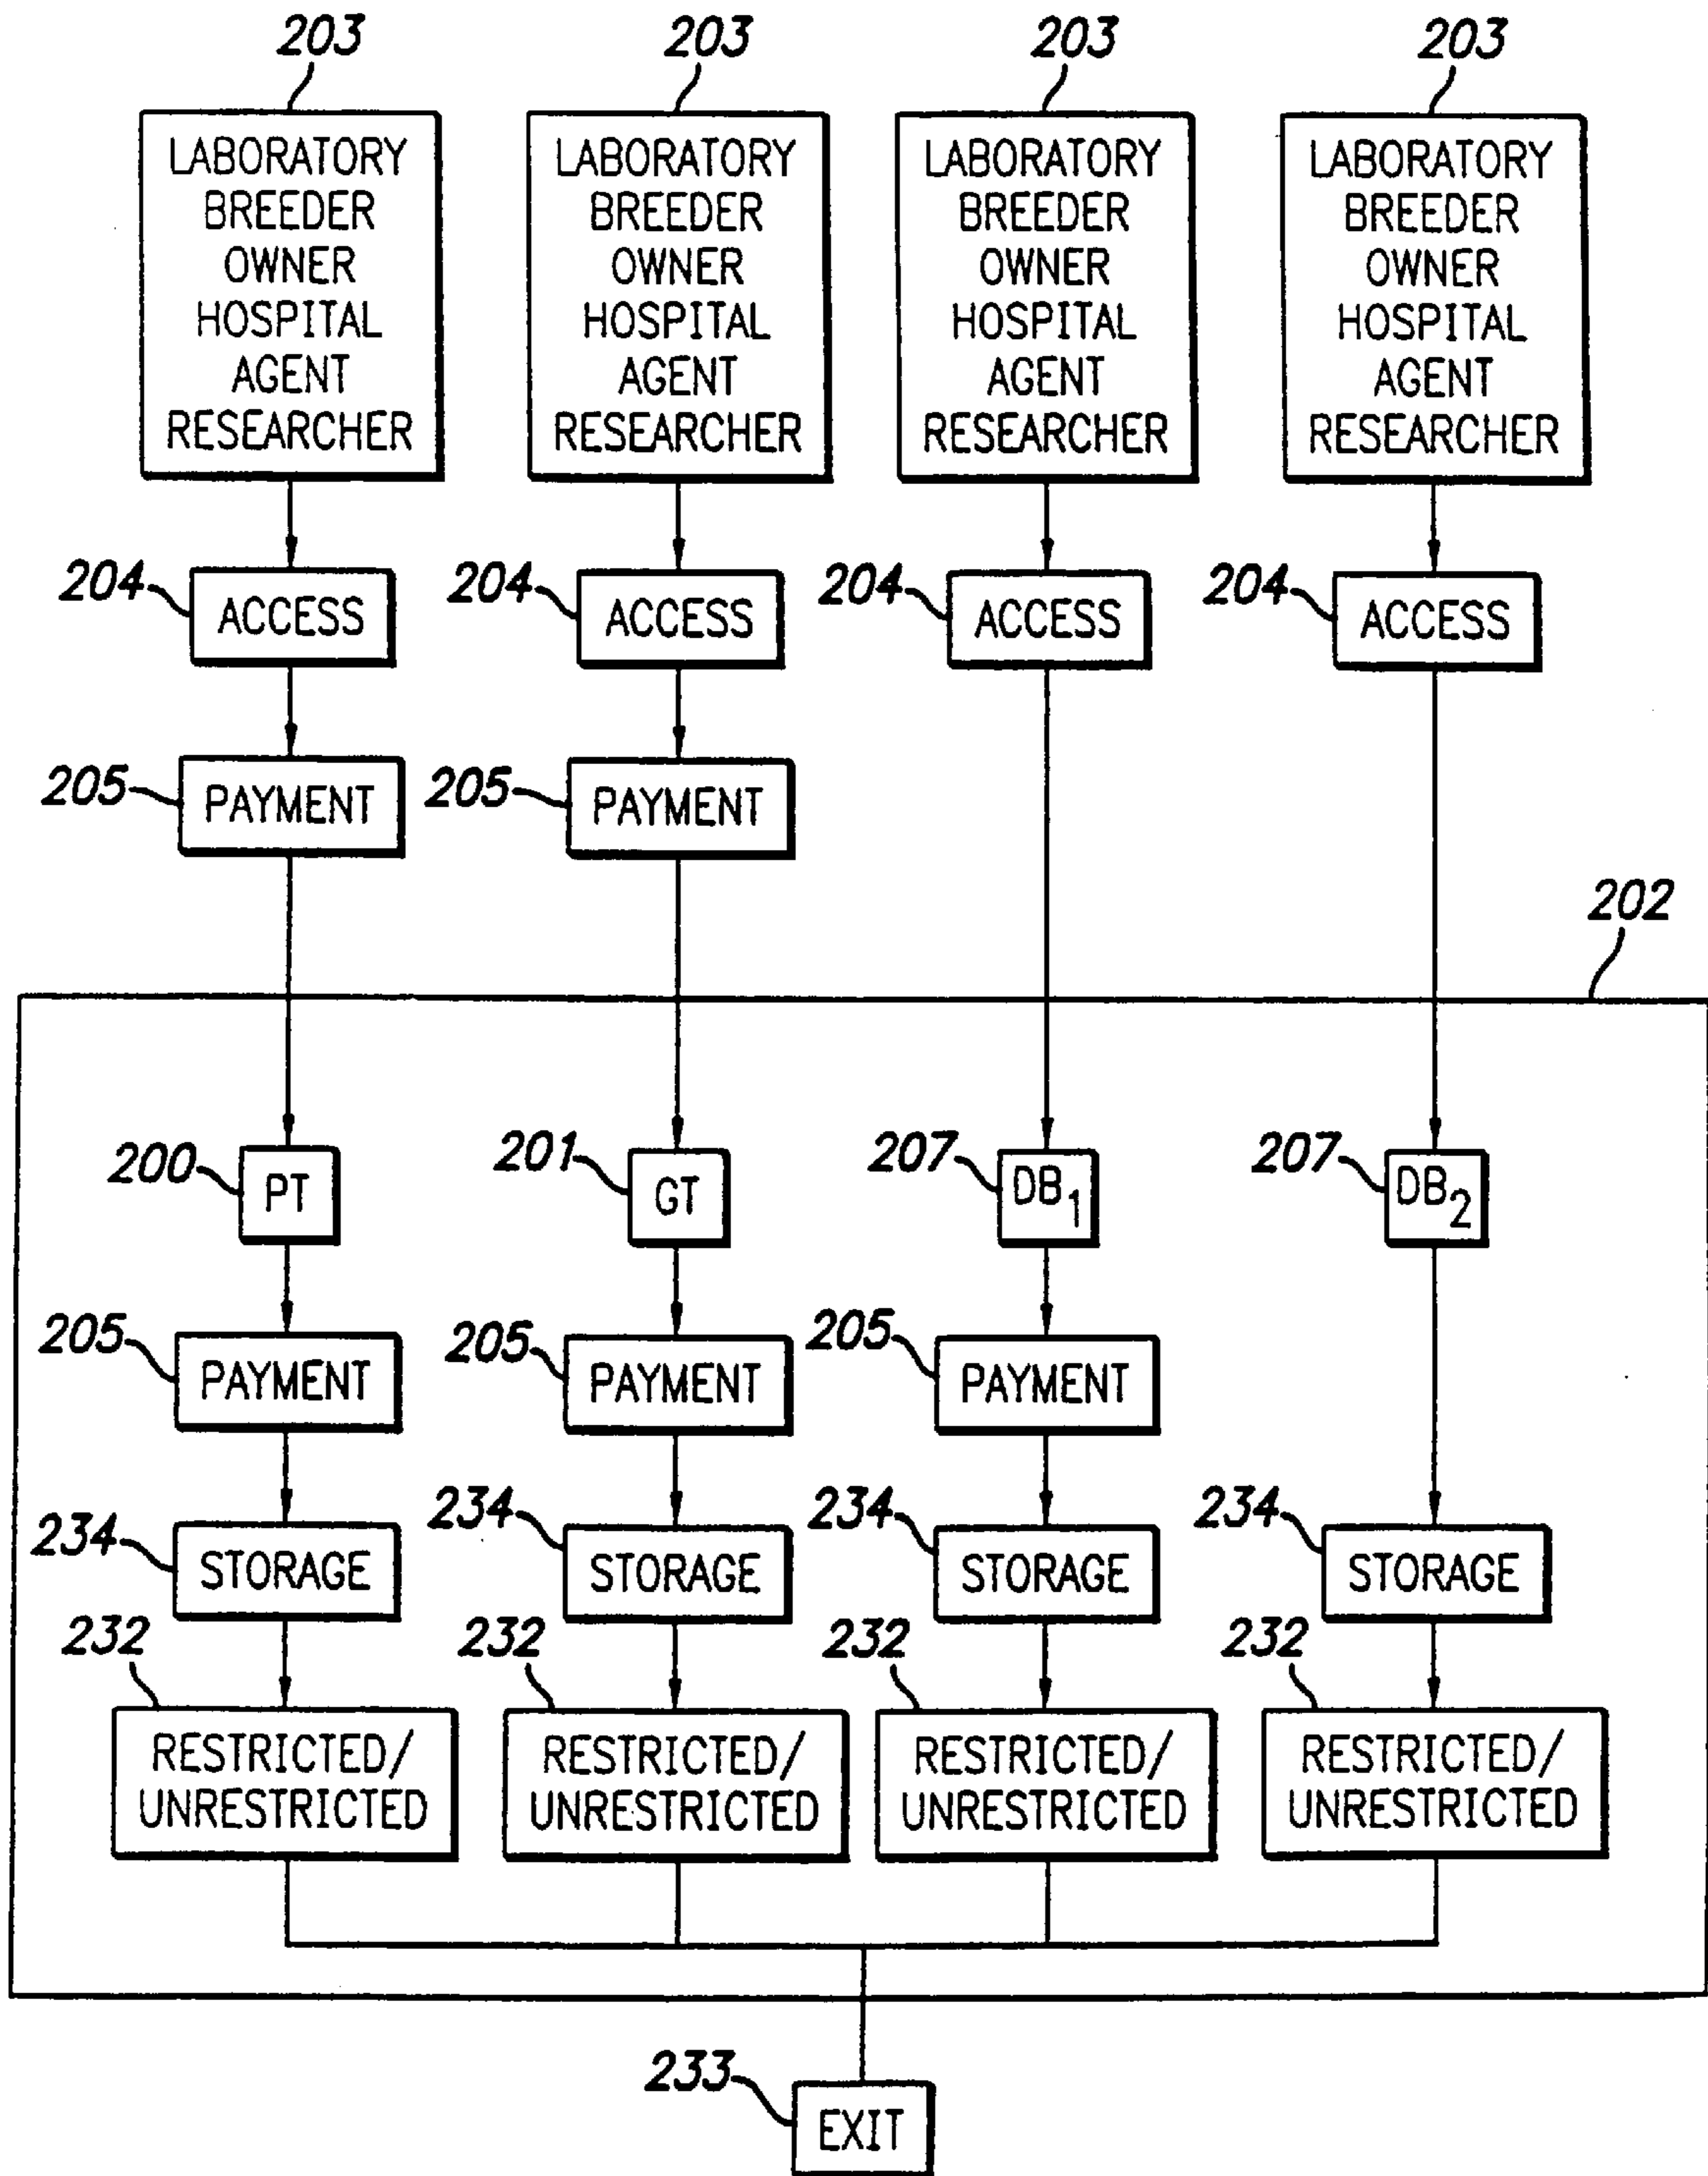 203 203 203 203
LABORATORY
BREEDER
OWNER
HOSPITAL
AGENT
RESEARCHER
LABORATORY
BREEDER
OWNER
HOSPITAL
AGENT
RESEARCHER
LABORATORY
BREEDER
OWNER
HOSPITAL
AGENT
RESEARCHER
LABORATORY
BREEDER
OWNER
HOSPITAL
AGENT
RESEARCHER
204 ACCESS 204 ACCESS 204 ACCESS 204 ACCESS
205 PAYMENT 205 PAYMENT
202
200 PT 201 GT 207 DB1 207 DB2
205 PAYMENT 205 PAYMENT 205 PAYMENT
234 STORAGE 234 STORAGE 234 STORAGE 234 STORAGE
232 232 232 232
RESTRICTED/
UNRESTRICTED
RESTRICTED/
UNRESTRICTED
RESTRICTED/
UNRESTRICTED
RESTRICTED/
UNRESTRICTED
233 EXIT